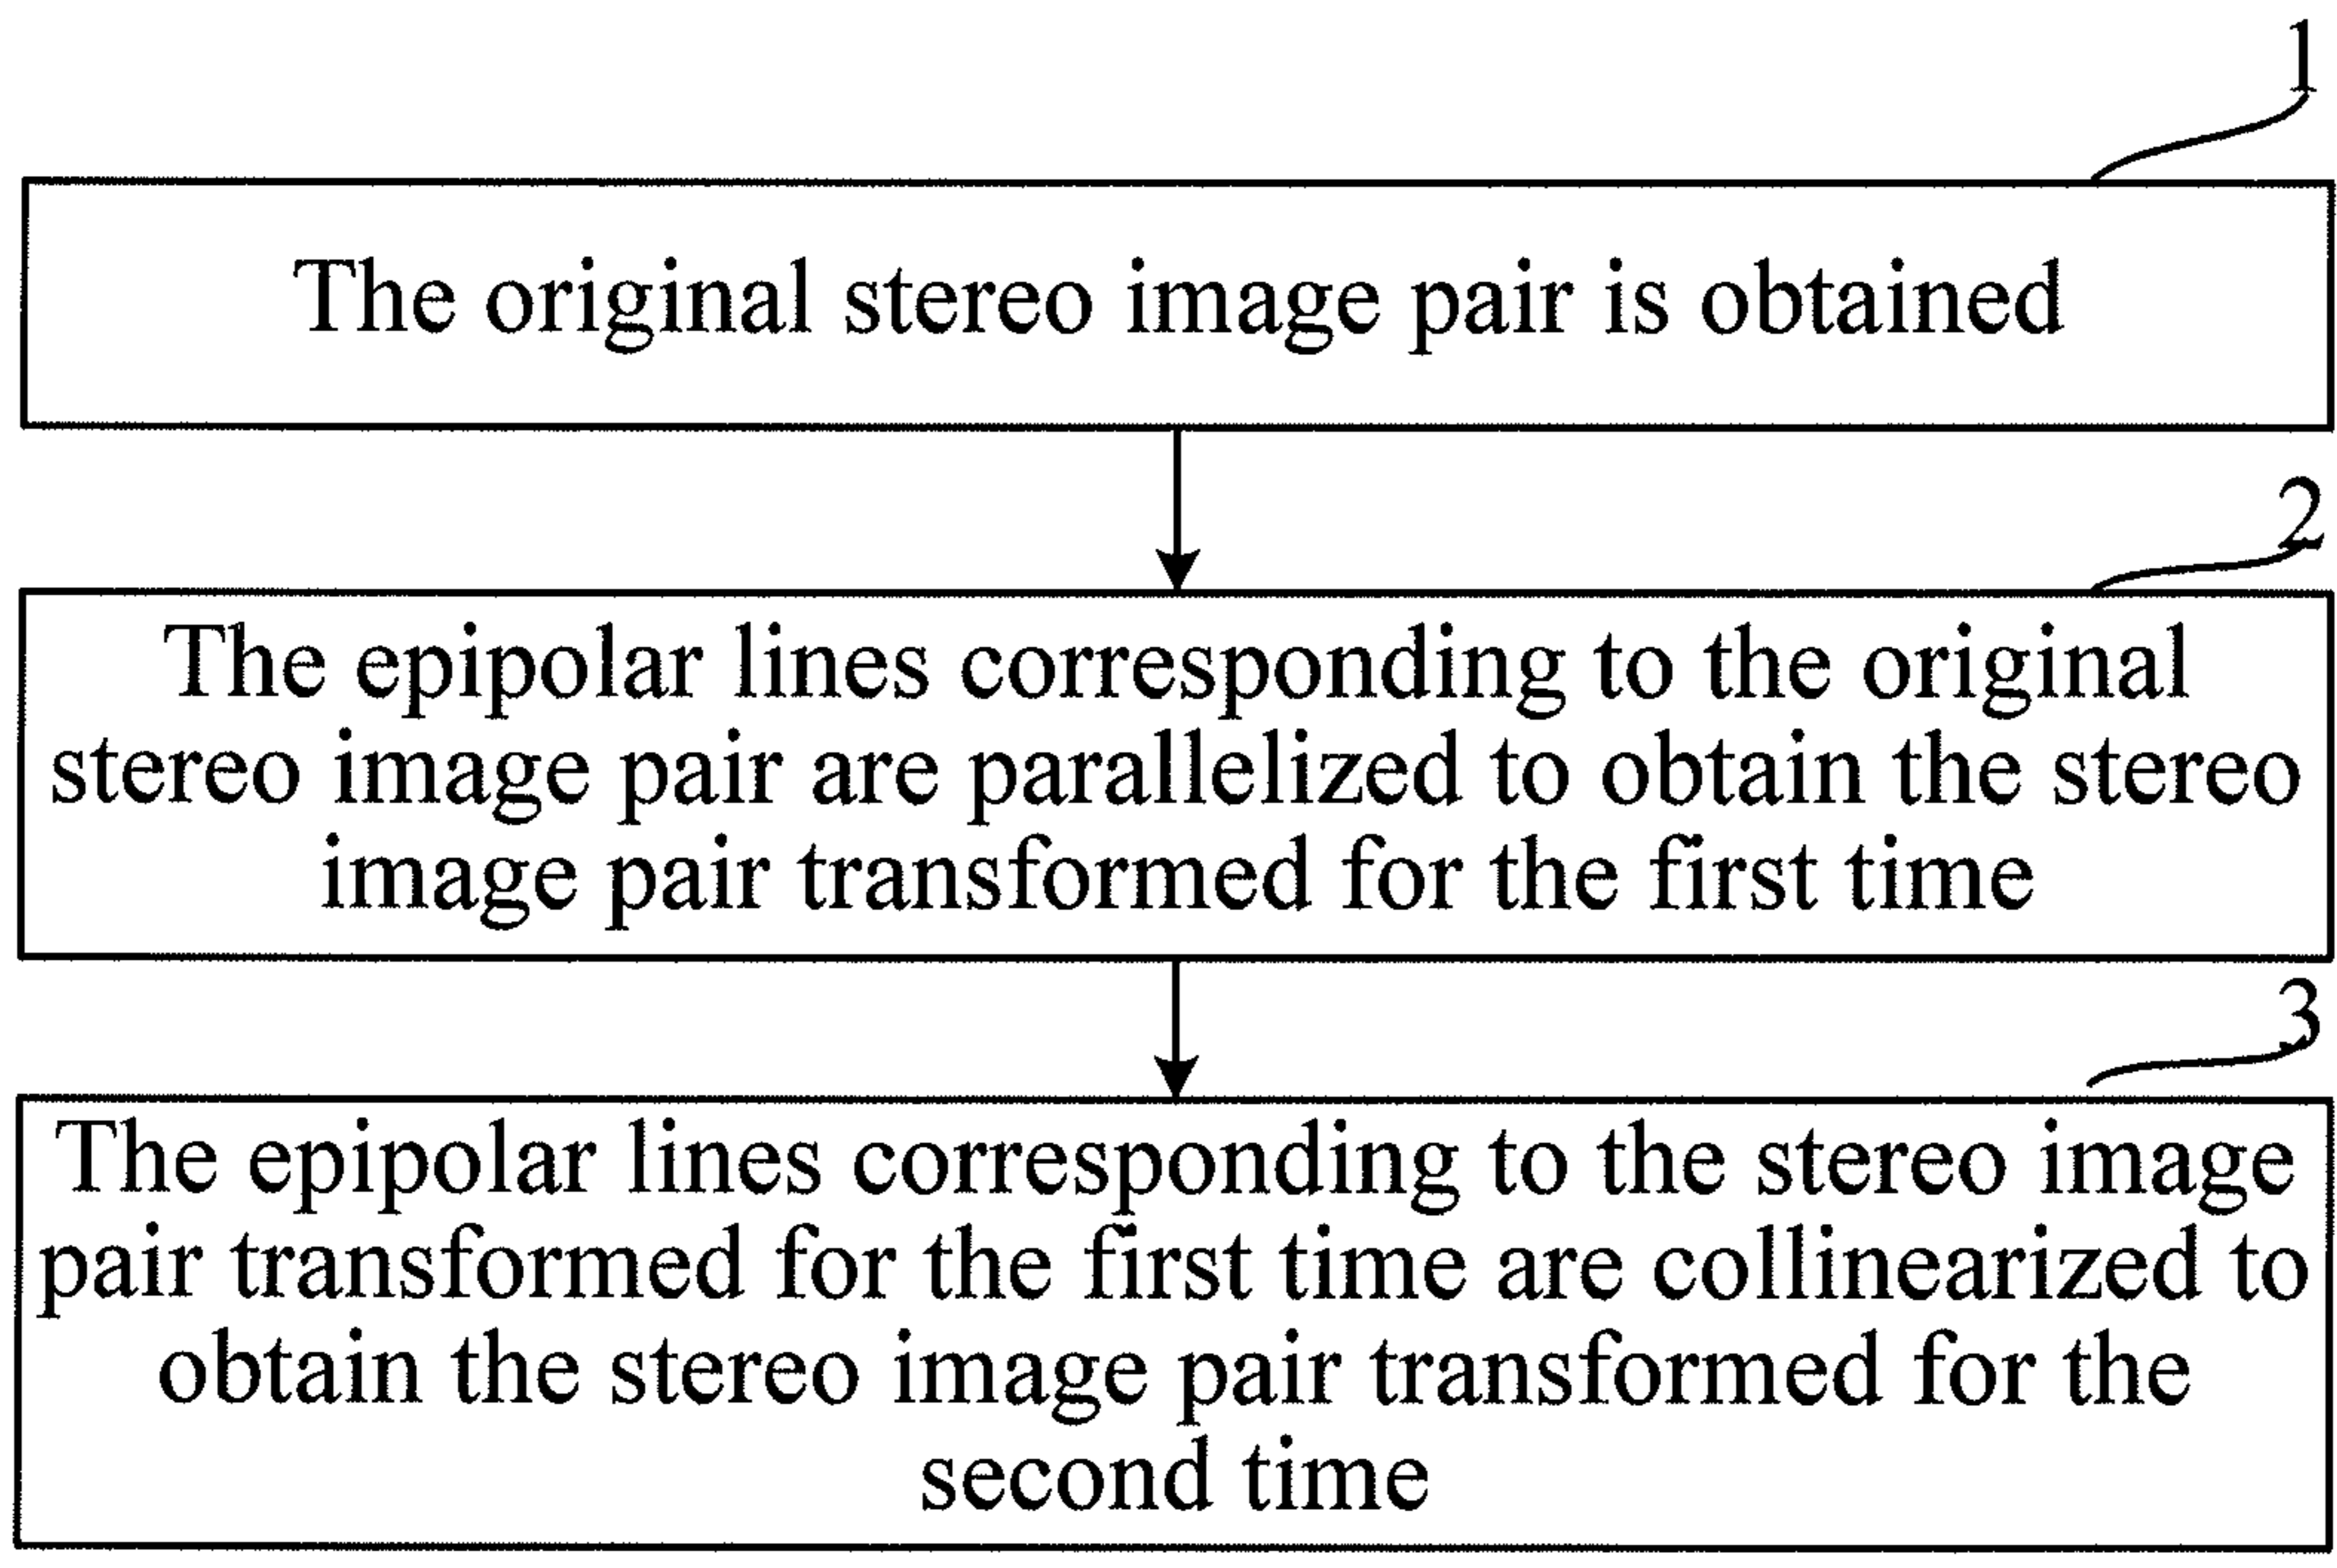 1
The original stereo image pair is obtained
2
The epipolar lines corresponding to the original
stereo image pair are parallelized to obtain the stereo
image pair transformed for the first time
3
The epipolar lines corresponding to the stereo image
pair transformed for the first time are collinearized to
obtain the stereo image pair transformed for the
second time